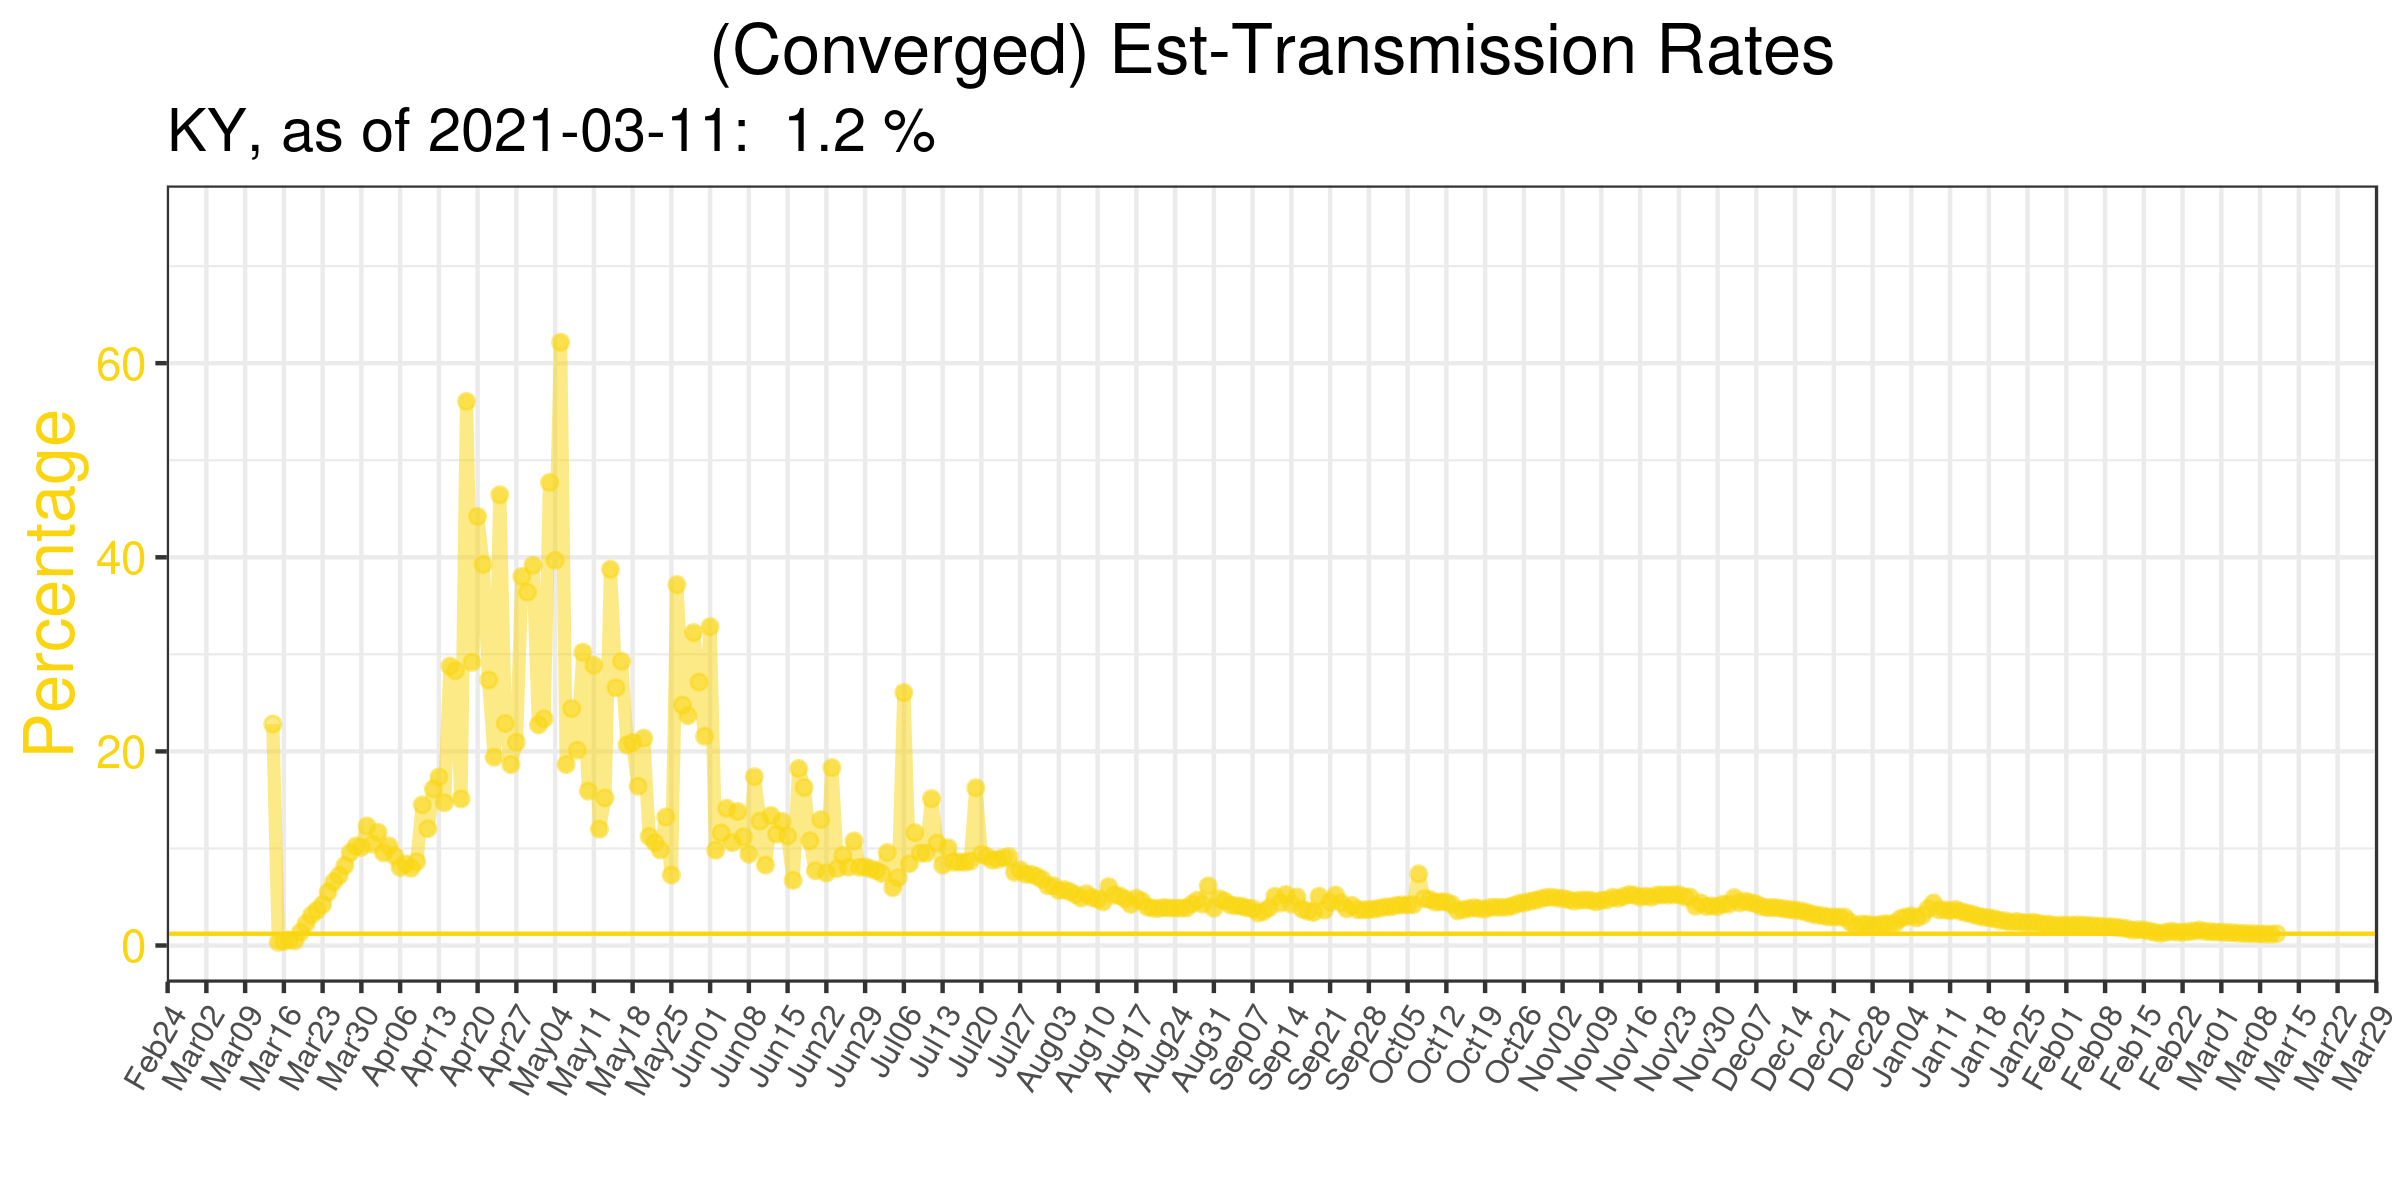 (Converged) Est-Transmission Rates
KY, as of 2021-03-11:  1.2 %
Percentage
60
40
20
0
Feb24
Mar02
Mar09
Mar16
Mar23
Mar30
Apr06
Apr13
Apr20
Apr27
May04
May11
May18
May25
Jun01
Jun08
Jun15
Jun22
Jun29
Jul06
Jul13
Jul20
Jul27
Aug03
Aug10
Aug17
Aug24
Aug31
Sep07
Sep14
Sep21
Sep28
Oct05
Oct12
Oct19
Oct26
Nov02
Nov09
Nov16
Nov23
Nov30
Dec07
Dec14
Dec21
Dec28
Jan04
Jan11
Jan18
Jan25
Feb01
Feb08
Feb15
Feb22
Mar01
Mar08
Mar15
Mar22
Mar29